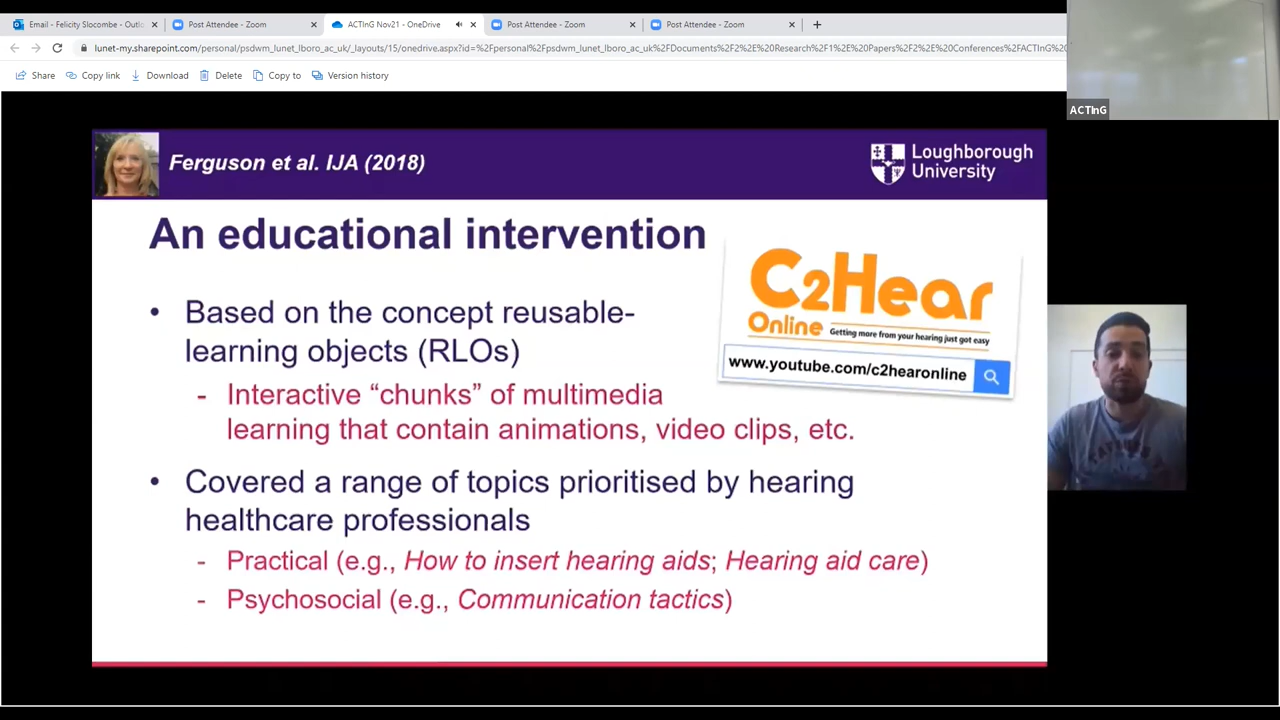 Email - Felicity Slocombe - Outlo
Post Attendee - Zoom
ACTInG Nov21 - OneDrive
Post Attendee - Zoom
Post Attendee - Zoom
lunet-my.sharepoint.com/personal/psdwm_lunet_lboro_ac_uk/_layouts/15/onedrive.aspx?id=%2Fpersonal%2Fpsdwm_lunet_lboro_ac_uk%2FDocuments%2F2%2E%20Research%2F1%2E%20Papers%2F2%2E%20Conferences%2FACTInG%20
Share
Copy link
Download
Delete
Copy to
Version history
ACTInG
Ferguson et al. IJA (2018)
Loughborough
University
An educational intervention
C2Hear
Online
Getting more from your hearing just got easy
www.youtube.com/c2hearonline
• Based on the concept reusable-
learning objects (RLOs)
- Interactive “chunks” of multimedia
learning that contain animations, video clips, etc.
• Covered a range of topics prioritised by hearing
healthcare professionals
- Practical (e.g., How to insert hearing aids; Hearing aid care)
- Psychosocial (e.g., Communication tactics)